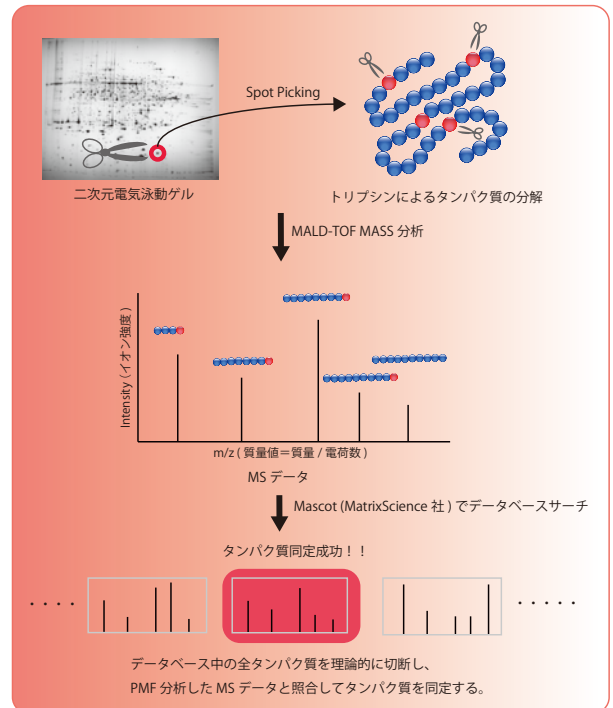 Spot Picking
二次元電気泳動ゲル
トリプシンによるタンパク質の分解
MALD-TOF MASS 分析
Intensity (イオン強度)
m/z ( 質量値=質量 / 電荷数 )
MS データ
Mascot (MatrixScience 社 ) でデータベースサーチ
タンパク質同定成功!!
データベース中の全タンパク質を理論的に切断し、
PMF 分析した MS データと照合してタンパク質を同定する。